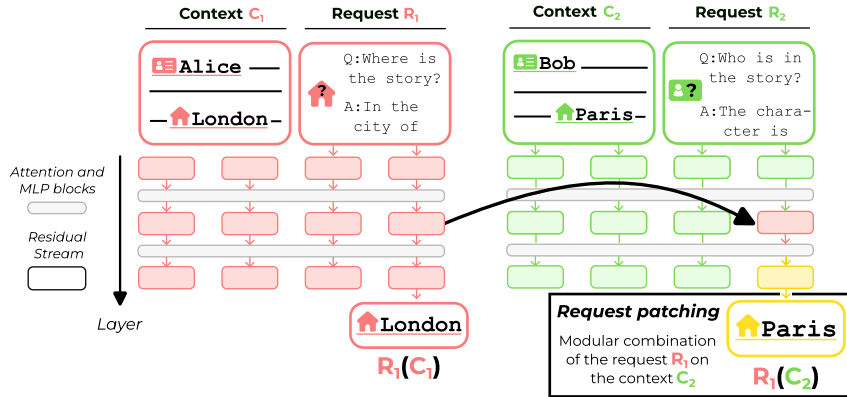 Context C₁
Request R₁
Context C₂
Request R₂
Alice
London
Q:Where is
the story?
?
A:In the
city of
Bob
Paris
Q:Who is in
the story?
?
A:The chara-
cter is
Attention and
MLP blocks
Residual
Stream
Layer
London
R₁(C₁)
Request patching
Modular combination
of the request R₁ on
the context C₂
Paris
R₁(C₂)